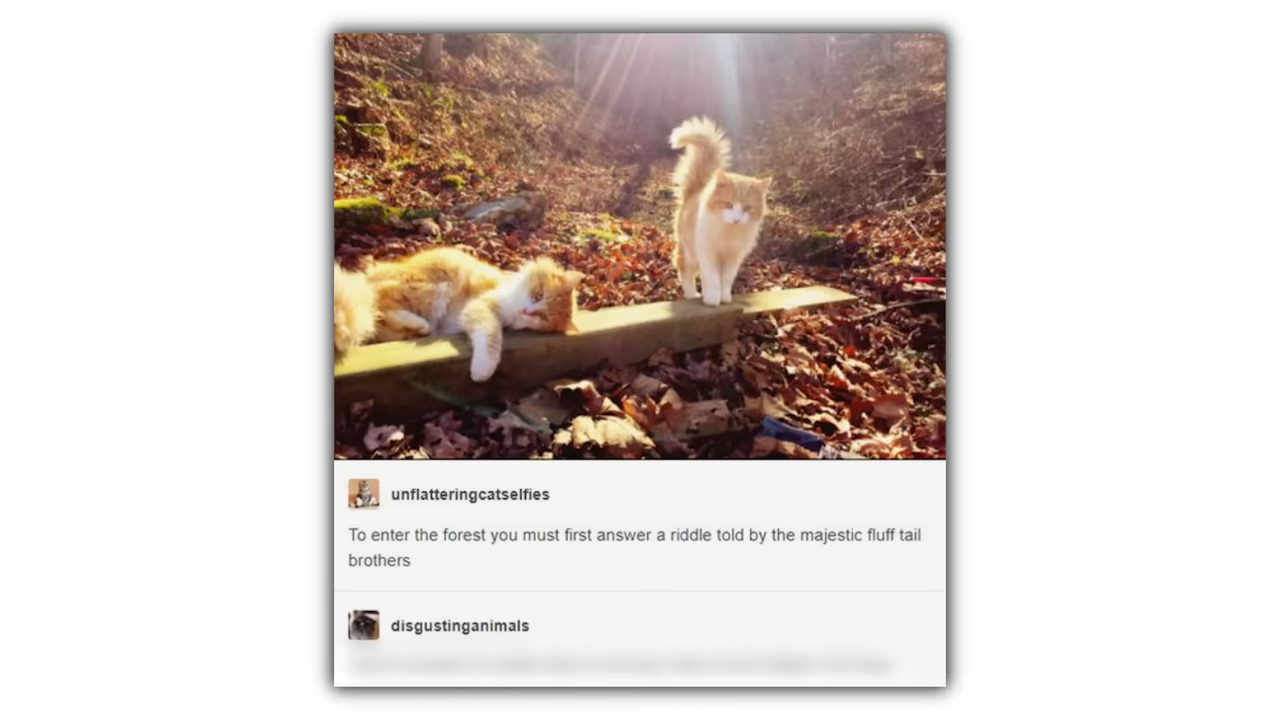 unflatteringcatselfies
To enter the forest you must first answer a riddle told by the majestic fluff tail
brothers
disgustinganimals